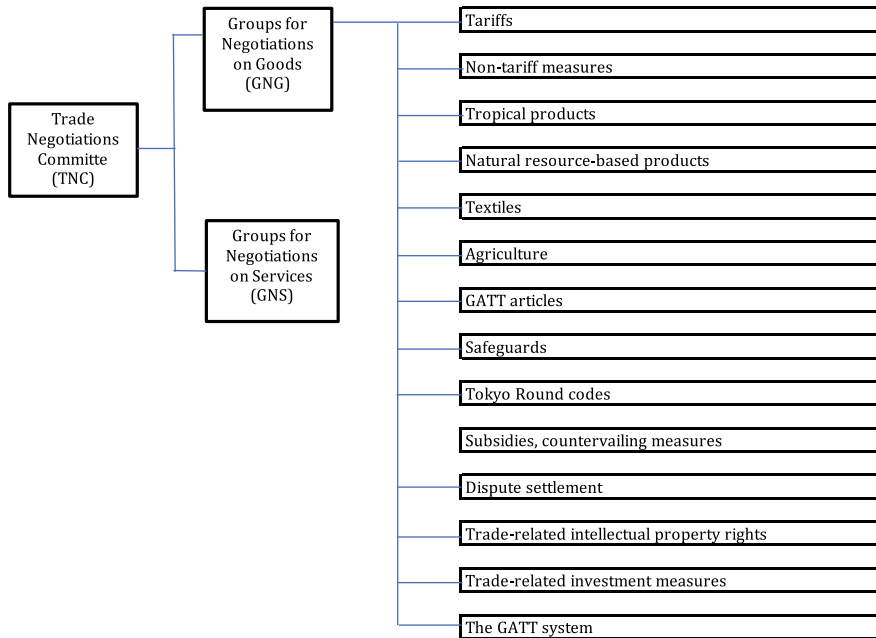 Groups for
Negotiations
on Goods
(GNG)
Trade
Negotiations
Committe
(TNC)
Groups for
Negotiations
on Services
(GNS)
Tariffs
Non-tariff measures
Tropical products
Natural resource-based products
Textiles
Agriculture
GATT articles
Safeguards
Tokyo Round codes
Subsidies, countervailing measures
Dispute settlement
Trade-related intellectual property rights
Trade-related investment measures
The GATT system